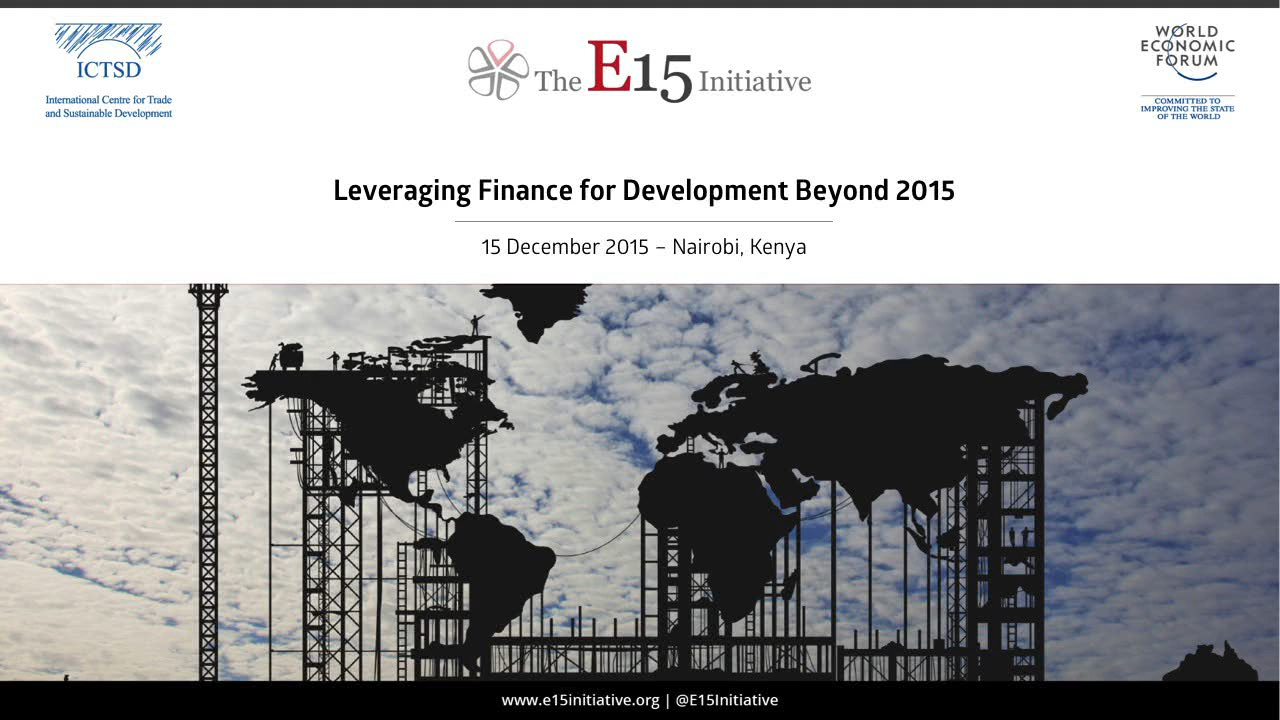 ICTSD
International Centre for Trade
and Sustainable Development
The E15 Initiative
WORLD
ECONOMIC
FORUM
COMMITTED TO
IMPROVING THE STATE
OF THE WORLD
Leveraging Finance for Development Beyond 2015
15 December 2015 – Nairobi, Kenya
www.e15initiative.org | @E15Initiative